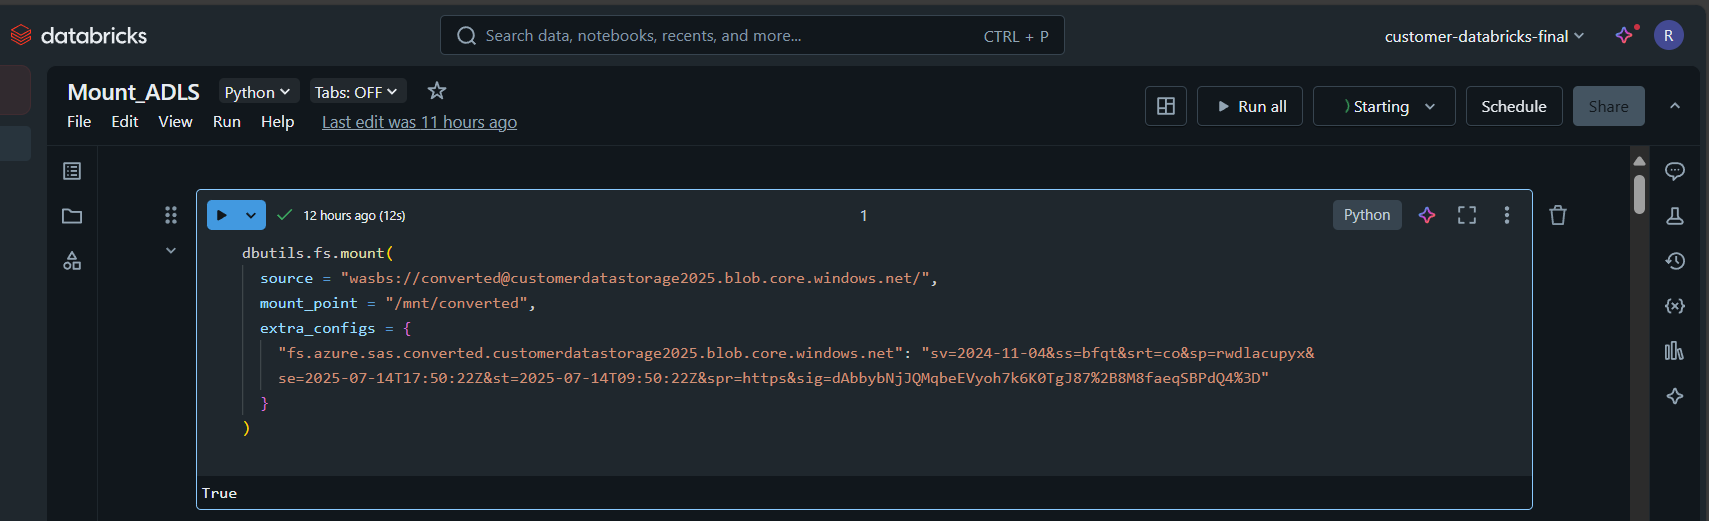 databricks
Search data, notebooks, recents, and more...
CTRL + P
customer-databricks-final
R
Mount_ADLS
Python
Tabs: OFF
Run all
Starting
Schedule
Share
File Edit View Run Help
Last edit was 11 hours ago
12 hours ago (12s)
1
Python
dbutils.fs.mount(
source = "wasbs://converted@customerdatastorage2025.blob.core.windows.net/",
mount_point = "/mnt/converted",
extra_configs = {
"fs.azure.sas.converted.customerdatastorage2025.blob.core.windows.net": "sv=2024-11-04&ss=bfqt&srt=co&sp=rwdlacupyx&
se=2025-07-14T17:50:22Z&st=2025-07-14T09:50:22Z&spr=https&sig=dAbbybNjJQMqbeEVyoh7k6K0TgJ87%2B8M8faeqSBPdQ4%3D"
}
)
True